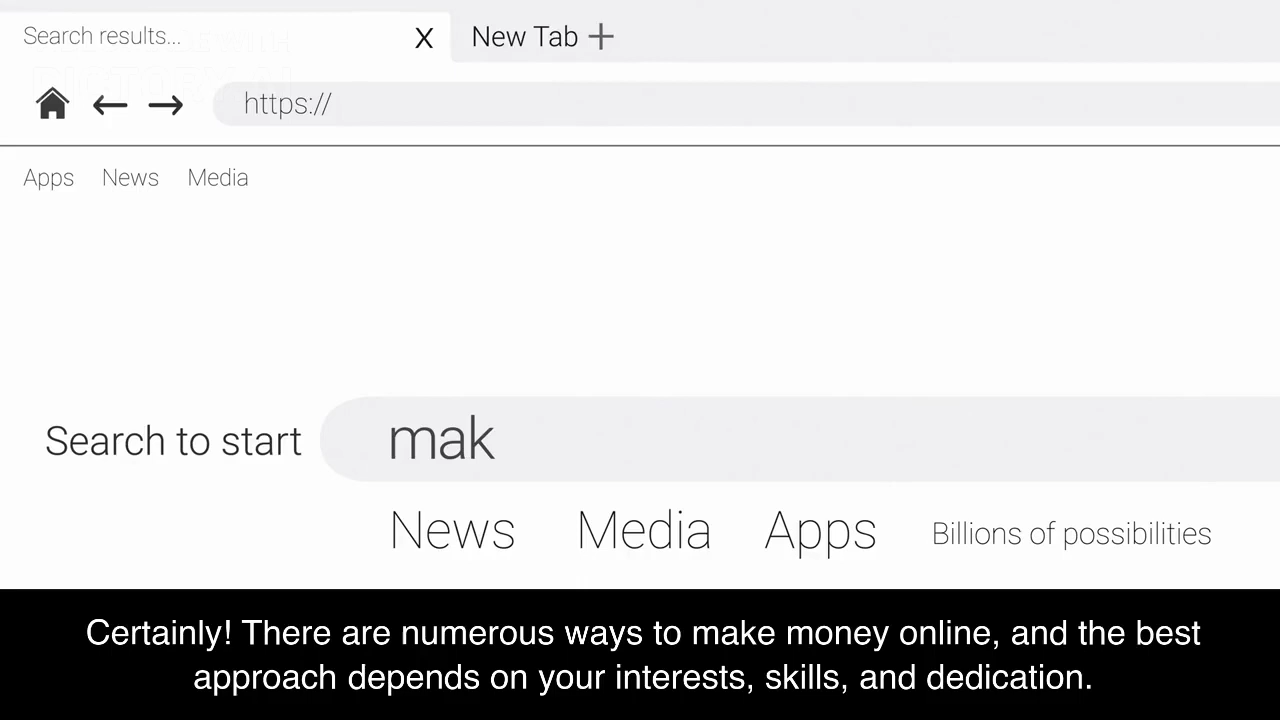 Search results...
X
New Tab +
https://
Apps News Media
Search to start mak
News Media Apps Billions of possibilities
Certainly! There are numerous ways to make money online, and the best
approach depends on your interests, skills, and dedication.